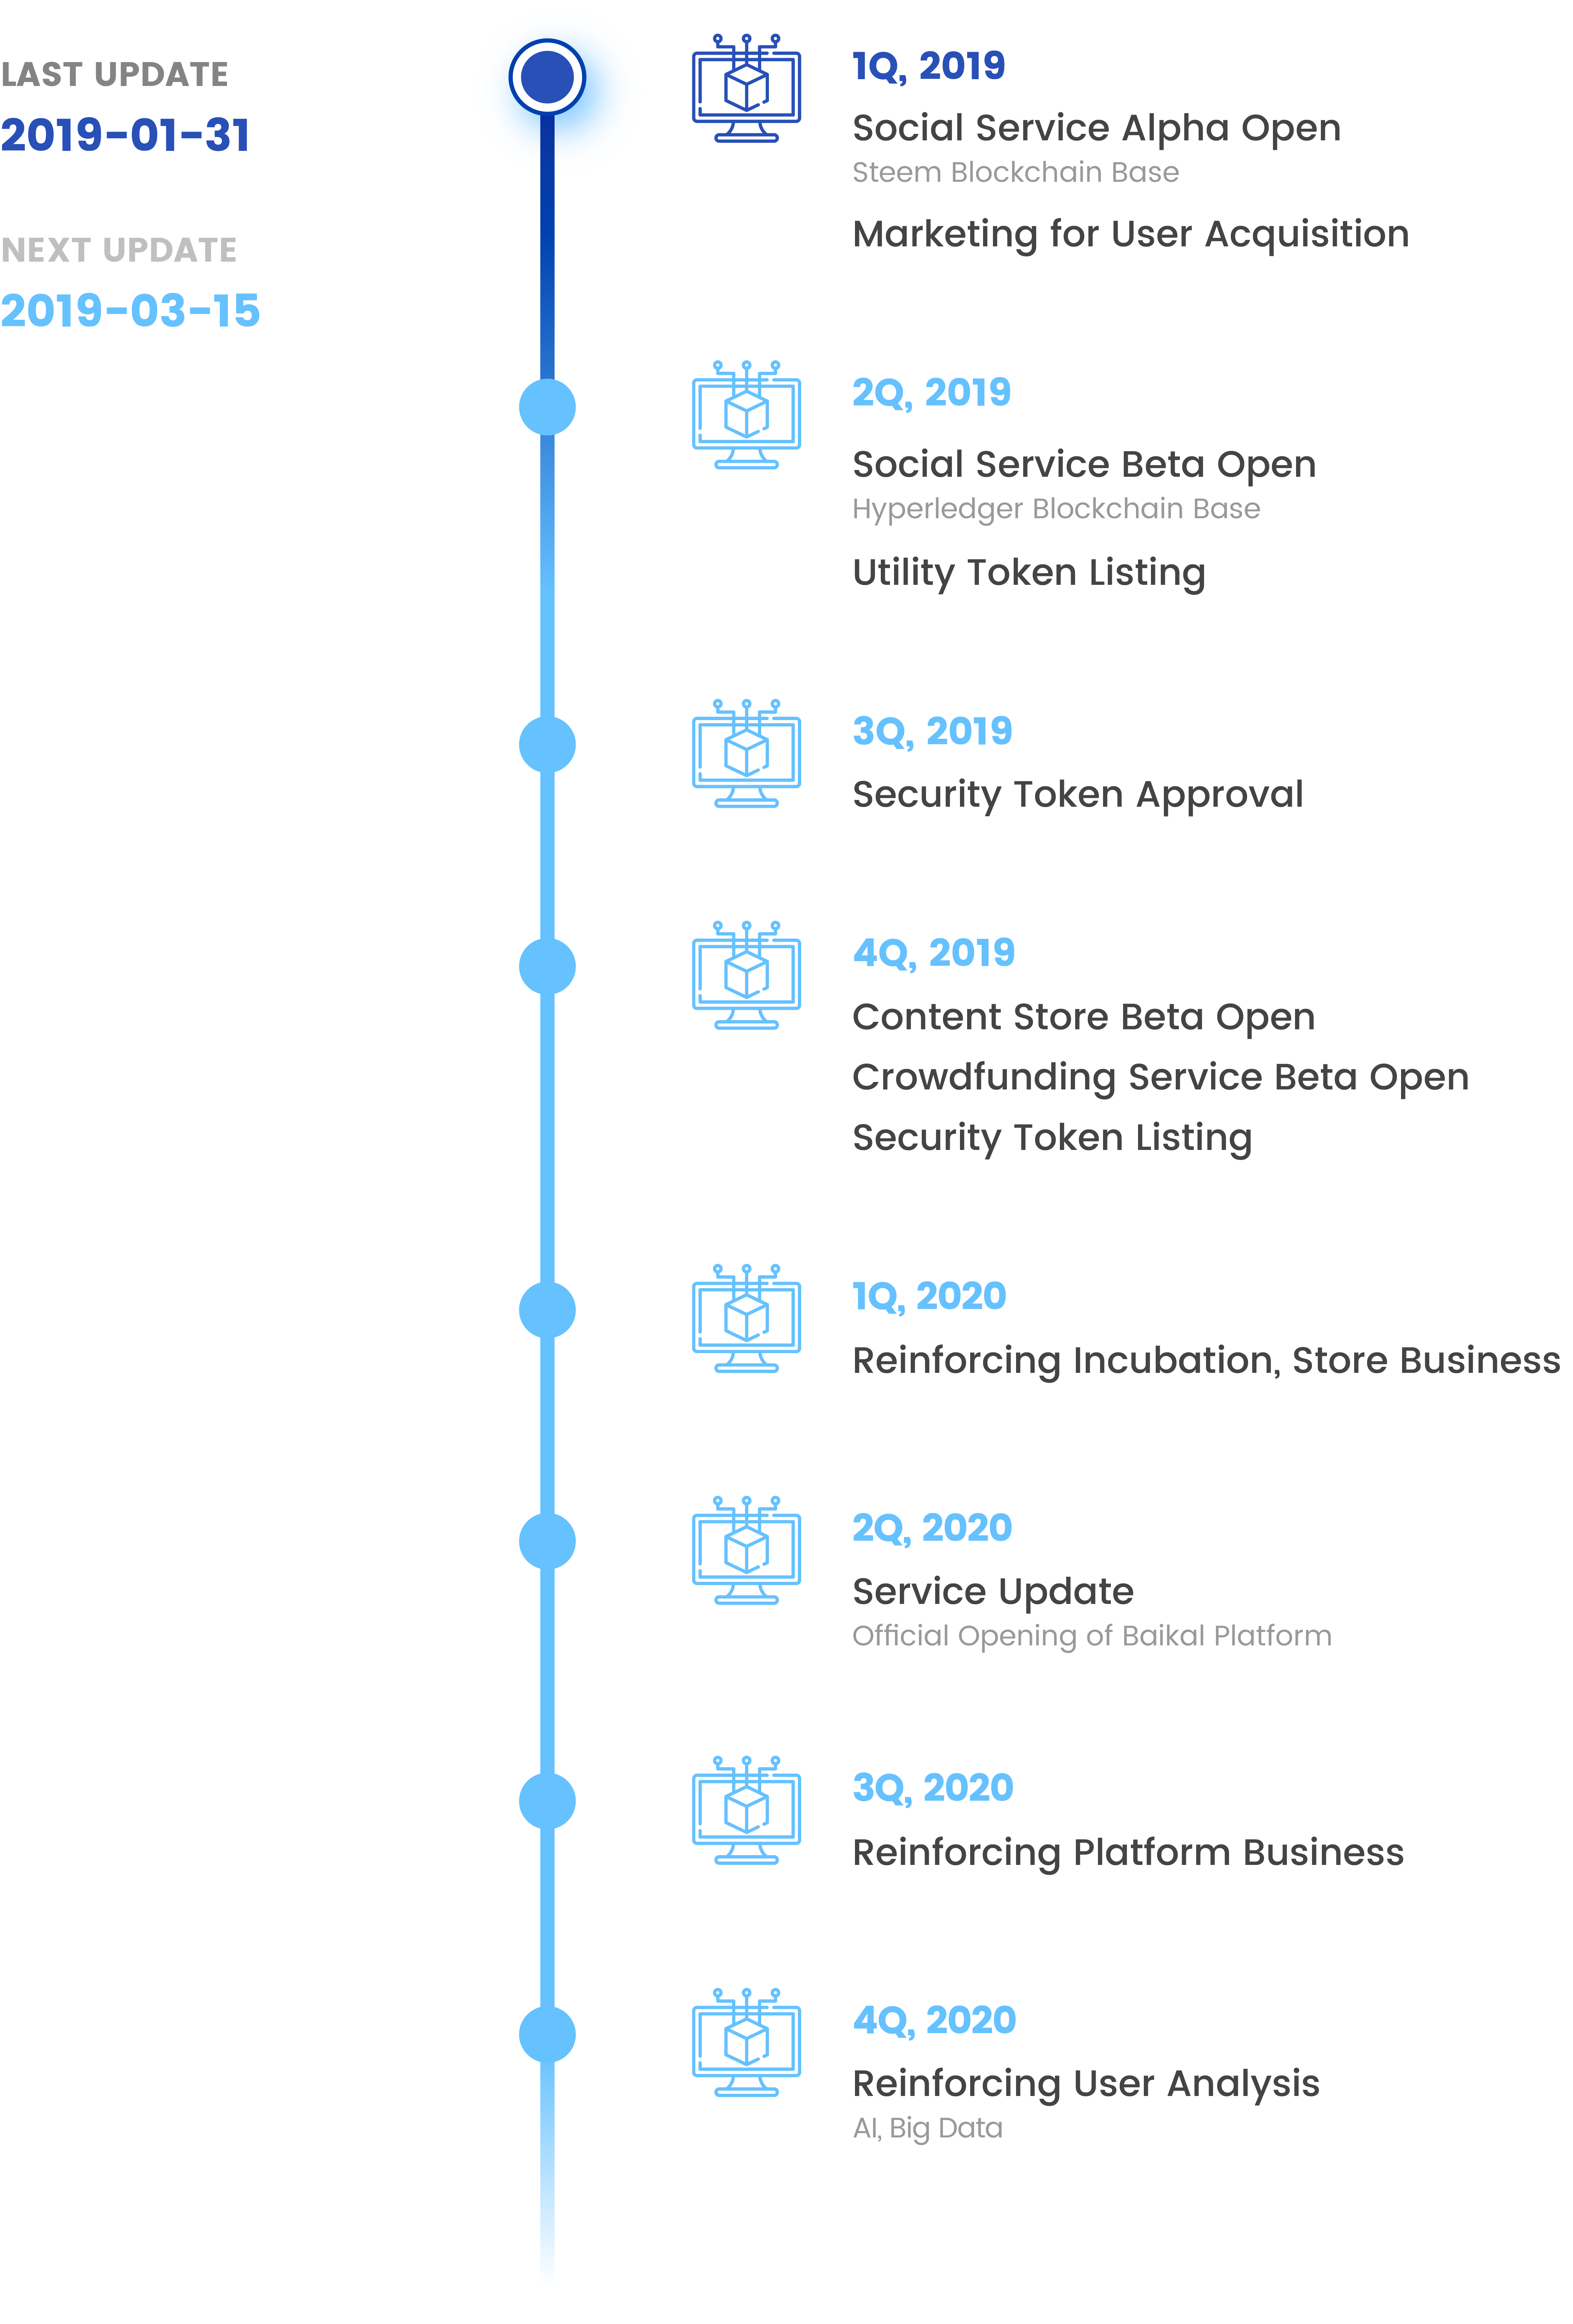 LAST UPDATE
2019-01-31
NEXT UPDATE
2019-03-15
1Q, 2019
Social Service Alpha Open
Steem Blockchain Base
Marketing for User Acquisition
2Q, 2019
Social Service Beta Open
Hyperledger Blockchain Base
Utility Token Listing
3Q, 2019
Security Token Approval
4Q, 2019
Content Store Beta Open
Crowdfunding Service Beta Open
Security Token Listing
1Q, 2020
Reinforcing Incubation, Store Business
2Q, 2020
Service Update
Official Opening of Baikal Platform
3Q, 2020
Reinforcing Platform Business
4Q, 2020
Reinforcing User Analysis
AI, Big Data